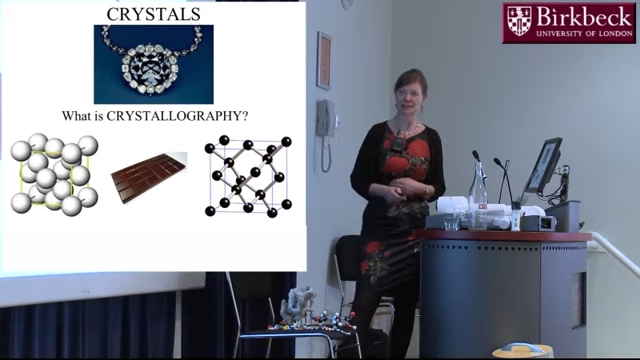 CRYSTALS
What is CRYSTALLOGRAPHY?
Birkbeck
UNIVERSITY OF LONDON